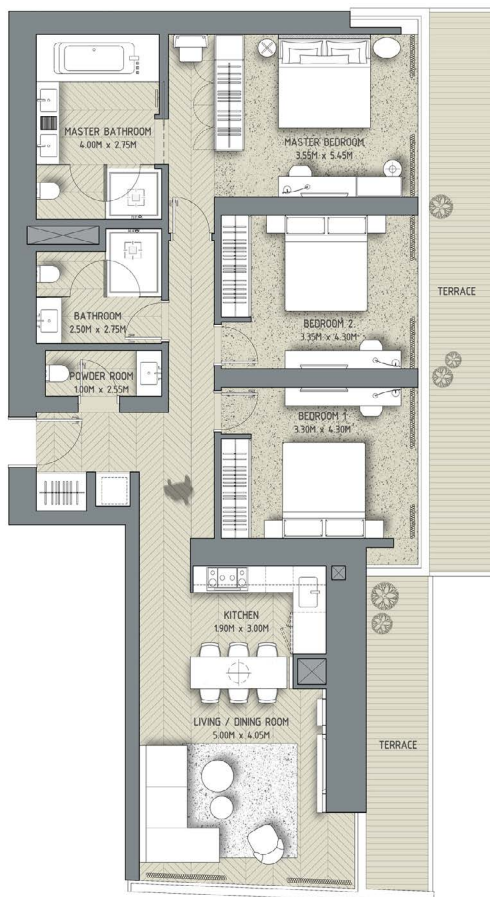 MASTER BATHROOM
4.00M x 2.75M
MASTER BEDROOM
3.55M x 5.45M
TERRACE
BATHROOM
2.50M x 2.75M
BEDROOM 2
3.35M x 4.30M
POWDER ROOM
1.00M x 2.55M
BEDROOM 1
3.30M x 4.30M
KITCHEN
1.90M x 3.00M
LIVING / DINING ROOM
5.00M x 4.05M
TERRACE